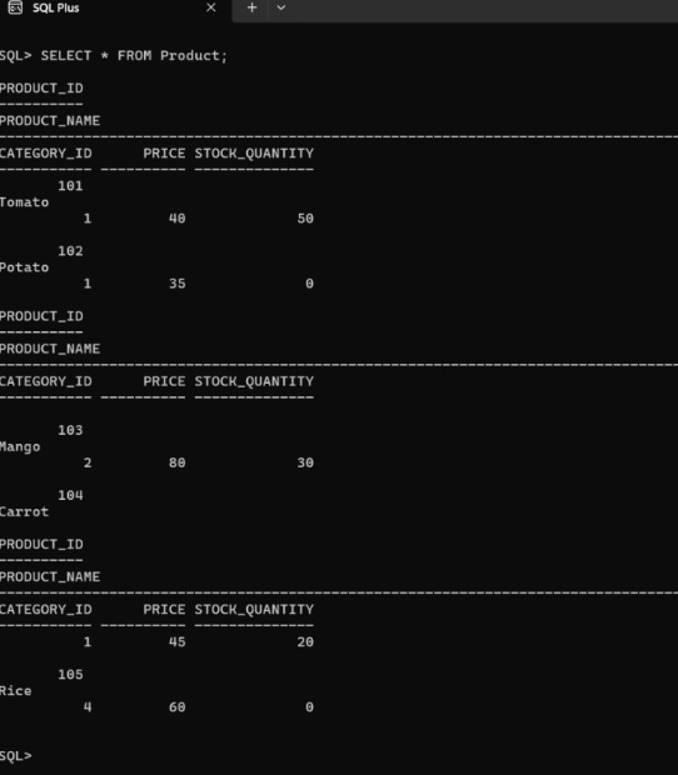 SQL Plus
SQL> SELECT * FROM Product;
PRODUCT_ID
----------
PRODUCT_NAME
--------------------------------------------------------------------------------
CATEGORY_ID      PRICE STOCK_QUANTITY
----------- ---------- --------------
       101
Tomato
          1         40             50
       102
Potato
          1         35              0
PRODUCT_ID
----------
PRODUCT_NAME
--------------------------------------------------------------------------------
CATEGORY_ID      PRICE STOCK_QUANTITY
----------- ---------- --------------
       103
Mango
          2         80             30
       104
Carrot
PRODUCT_ID
----------
PRODUCT_NAME
--------------------------------------------------------------------------------
CATEGORY_ID      PRICE STOCK_QUANTITY
----------- ---------- --------------
          1         45             20
       105
Rice
          4         60              0
SQL>